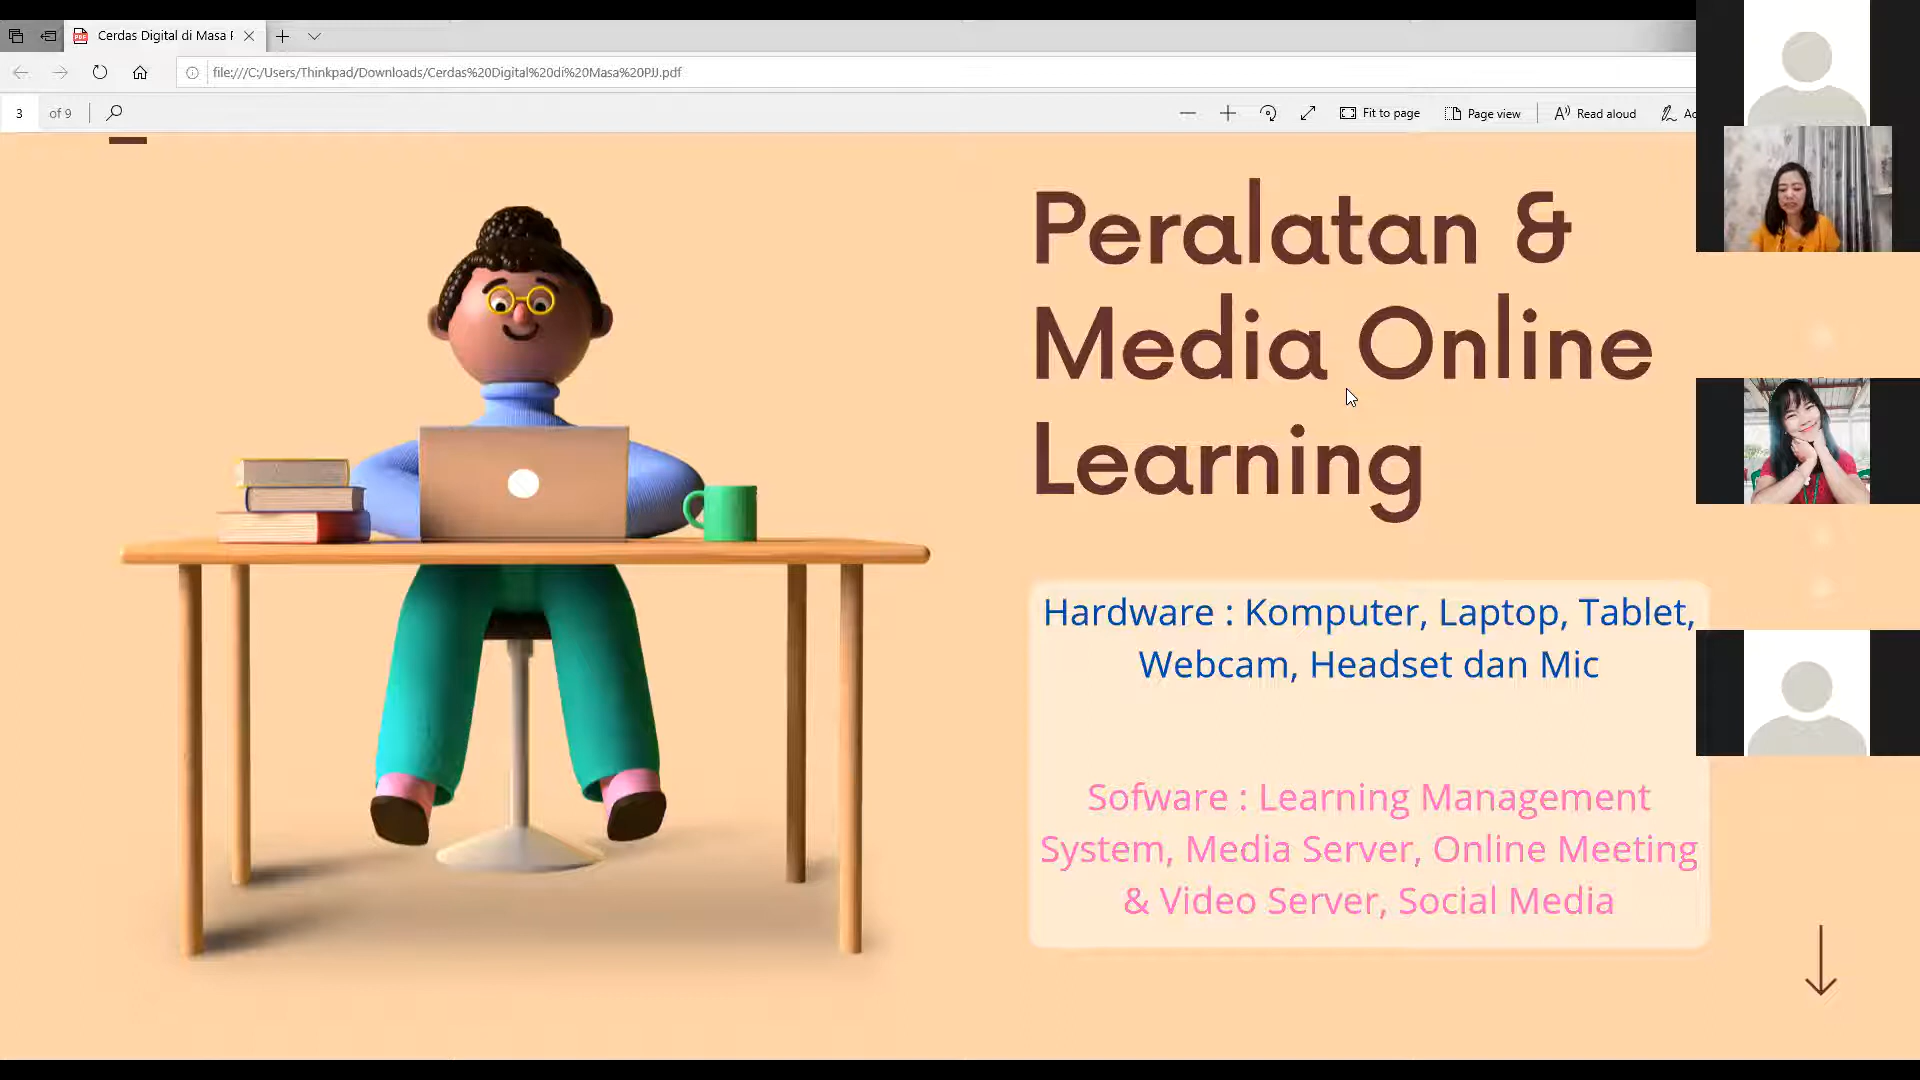 Cerdas Digital di Masa F
file:///C:/Users/Thinkpad/Downloads/Cerdas%20Digital%20di%20Masa%20PJJ.pdf
3 of 9
Fit to page
Page view
Read aloud
Peralatan &
Media Online
Learning
Hardware : Komputer, Laptop, Tablet,
Webcam, Headset dan Mic
Sofware : Learning Management
System, Media Server, Online Meeting
& Video Server, Social Media